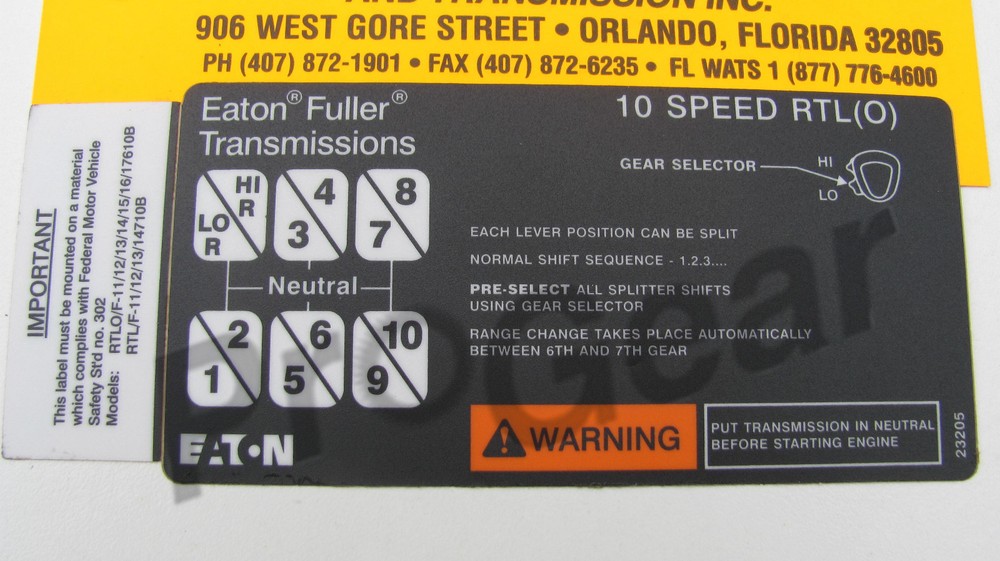 AND TRANSMISSION INC.
906 WEST GORE STREET • ORLANDO, FLORIDA 32805
PH (407) 872-1901 • FAX (407) 872-6235 • FL WATS 1 (877) 776-4600
IMPORTANT
This label must be mounted on a material
which complies with Federal Motor Vehicle
Safety St'd no. 302
Models: RTLO/F-11/12/13/14/15/16/17610B
RTL/F-11/12/13/14710B
Eaton® Fuller®
Transmissions
10 SPEED RTL(O)
GEAR SELECTOR
HI
LO
HI R
LO R
4
3
8
7
Neutral
2
1
6
5
10
9
EACH LEVER POSITION CAN BE SPLIT
NORMAL SHIFT SEQUENCE - 1.2.3....
PRE-SELECT ALL SPLITTER SHIFTS
USING GEAR SELECTOR
RANGE CHANGE TAKES PLACE AUTOMATICALLY
BETWEEN 6TH AND 7TH GEAR
EATON
WARNING
PUT TRANSMISSION IN NEUTRAL
BEFORE STARTING ENGINE
23205
ProGear